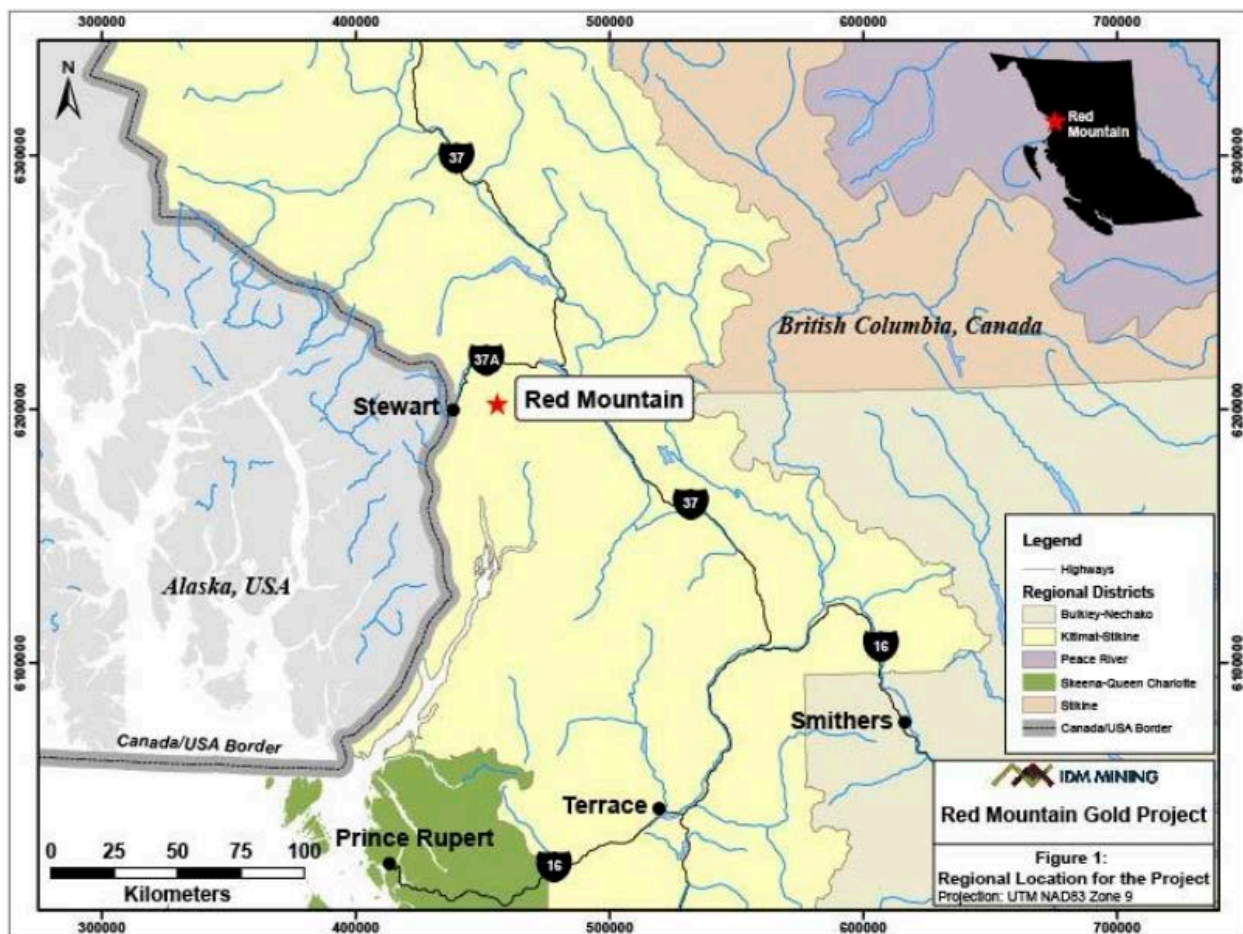 300000
400000
500000
600000
700000
N
37
Red
Mountain
6300000
6300000
British Columbia, Canada
37A
Stewart
Red Mountain
6200000
6200000
37
Legend
Highways
Regional Districts
Bulkley-Nechako
Kitimat-Stikine
Peace River
Skeena-Queen Charlotte
Stikine
Canada/USA Border
Alaska, USA
16
6100000
6100000
Smithers
Canada/USA Border
IDM MINING
Red Mountain Gold Project
Terrace
Prince Rupert
16
0 25 50 75 100
Kilometers
Figure 1:
Regional Location for the Project
Projection: UTM NAD83 Zone 9
300000
400000
500000
600000
700000